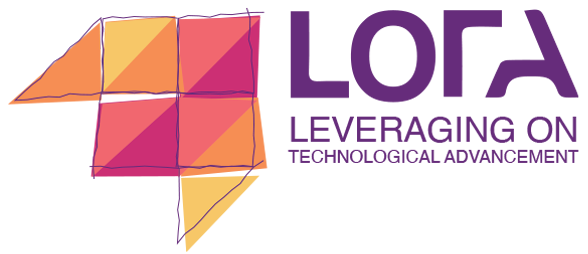 LOTA
LEVERAGING ON
TECHNOLOGICAL ADVANCEMENT